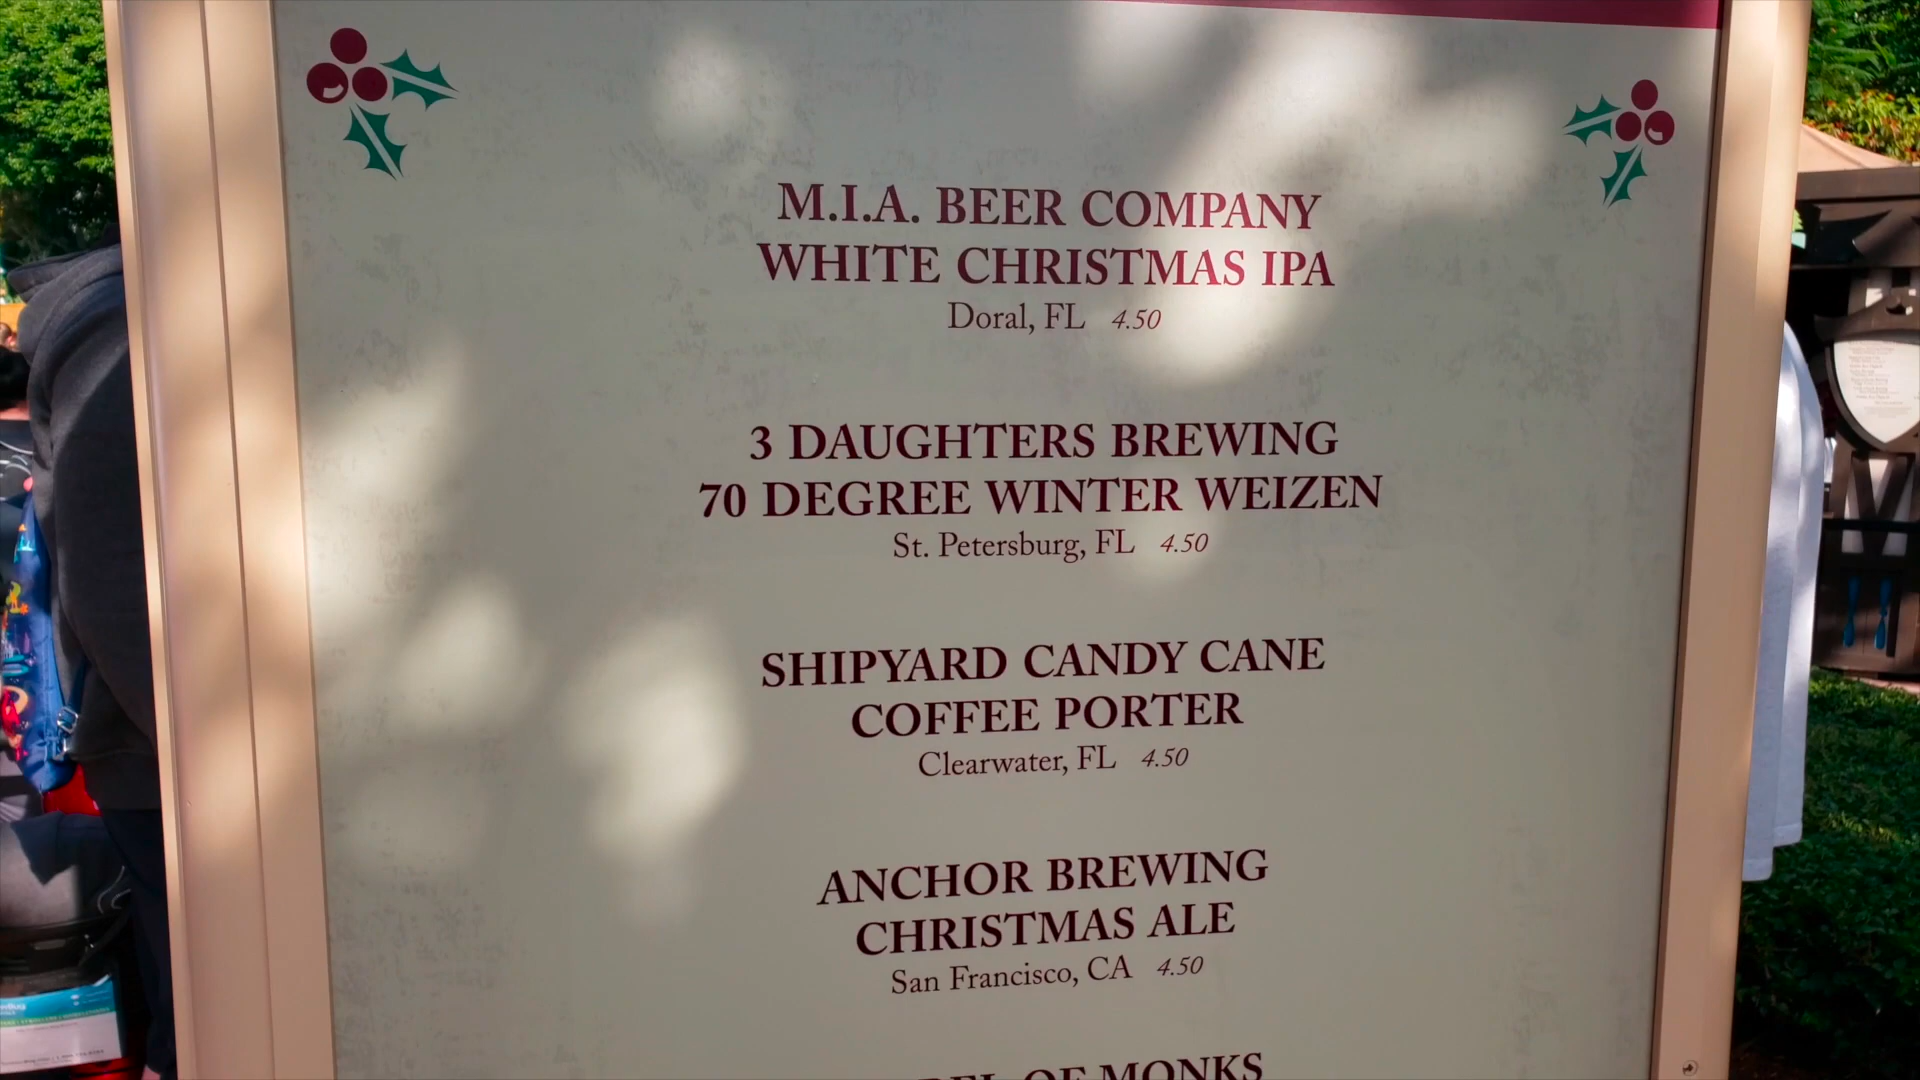 M.I.A. BEER COMPANY
WHITE CHRISTMAS IPA
Doral, FL 4.50
3 DAUGHTERS BREWING
70 DEGREE WINTER WEIZEN
St. Petersburg, FL 4.50
SHIPYARD CANDY CANE
COFFEE PORTER
Clearwater, FL 4.50
ANCHOR BREWING
CHRISTMAS ALE
San Francisco, CA 4.50
OF MONKS